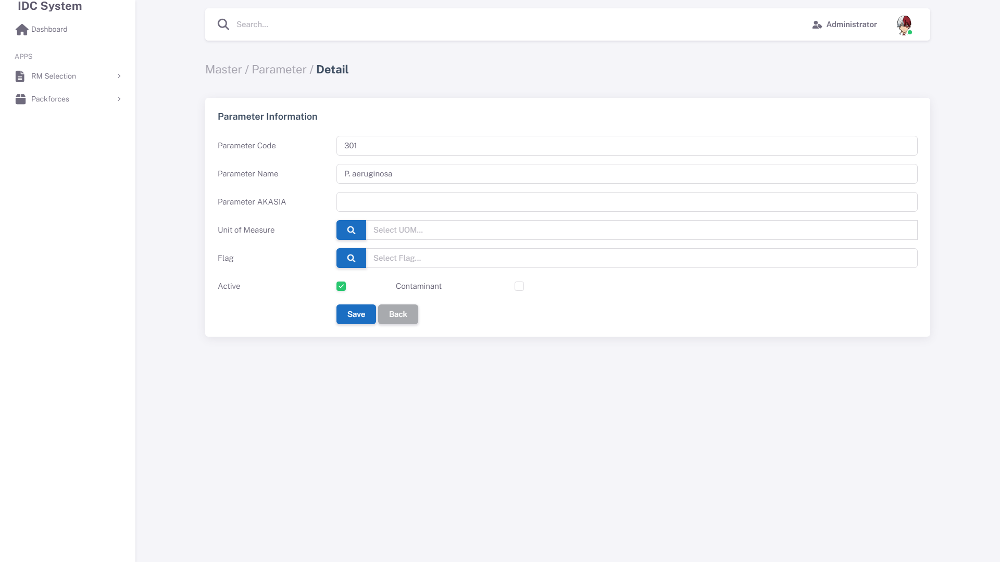 IDC System
Dashboard
APPS
RM Selection
Packforces
Search...
Administrator
Master / Parameter / Detail
Parameter Information
Parameter Code
301
Parameter Name
P. aeruginosa
Parameter AKASIA
Unit of Measure
Select UOM...
Flag
Select Flag...
Active
Contaminant
Save
Back